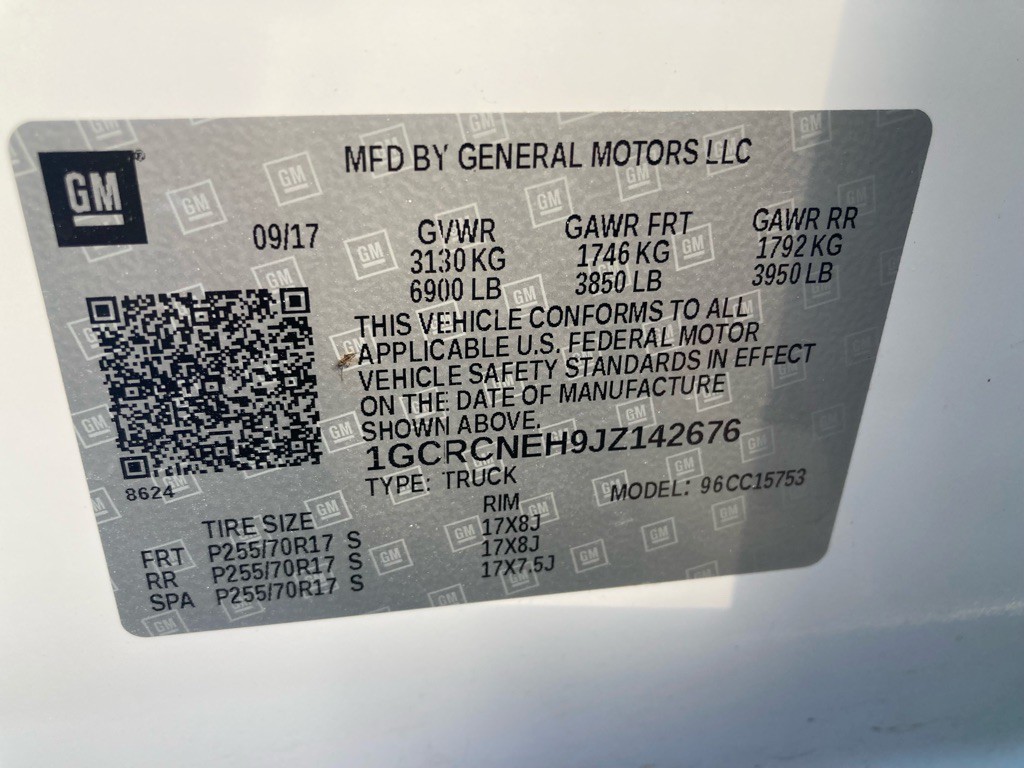 GM
MFD BY GENERAL MOTORS LLC
09/17 GVWR GAWR FRT GAWR RR
3130 KG 1746 KG 1792 KG
6900 LB 3850 LB 3950 LB
THIS VEHICLE CONFORMS TO ALL
APPLICABLE U.S. FEDERAL MOTOR
VEHICLE SAFETY STANDARDS IN EFFECT
ON THE DATE OF MANUFACTURE
SHOWN ABOVE.
1GCRCNEH9JZ142676
8624
TYPE: TRUCK MODEL: 96CC15753
TIRE SIZE RIM
FRT P255/70R17 S 17X8J
RR P255/70R17 S 17X8J
SPA P255/70R17 S 17X7.5J